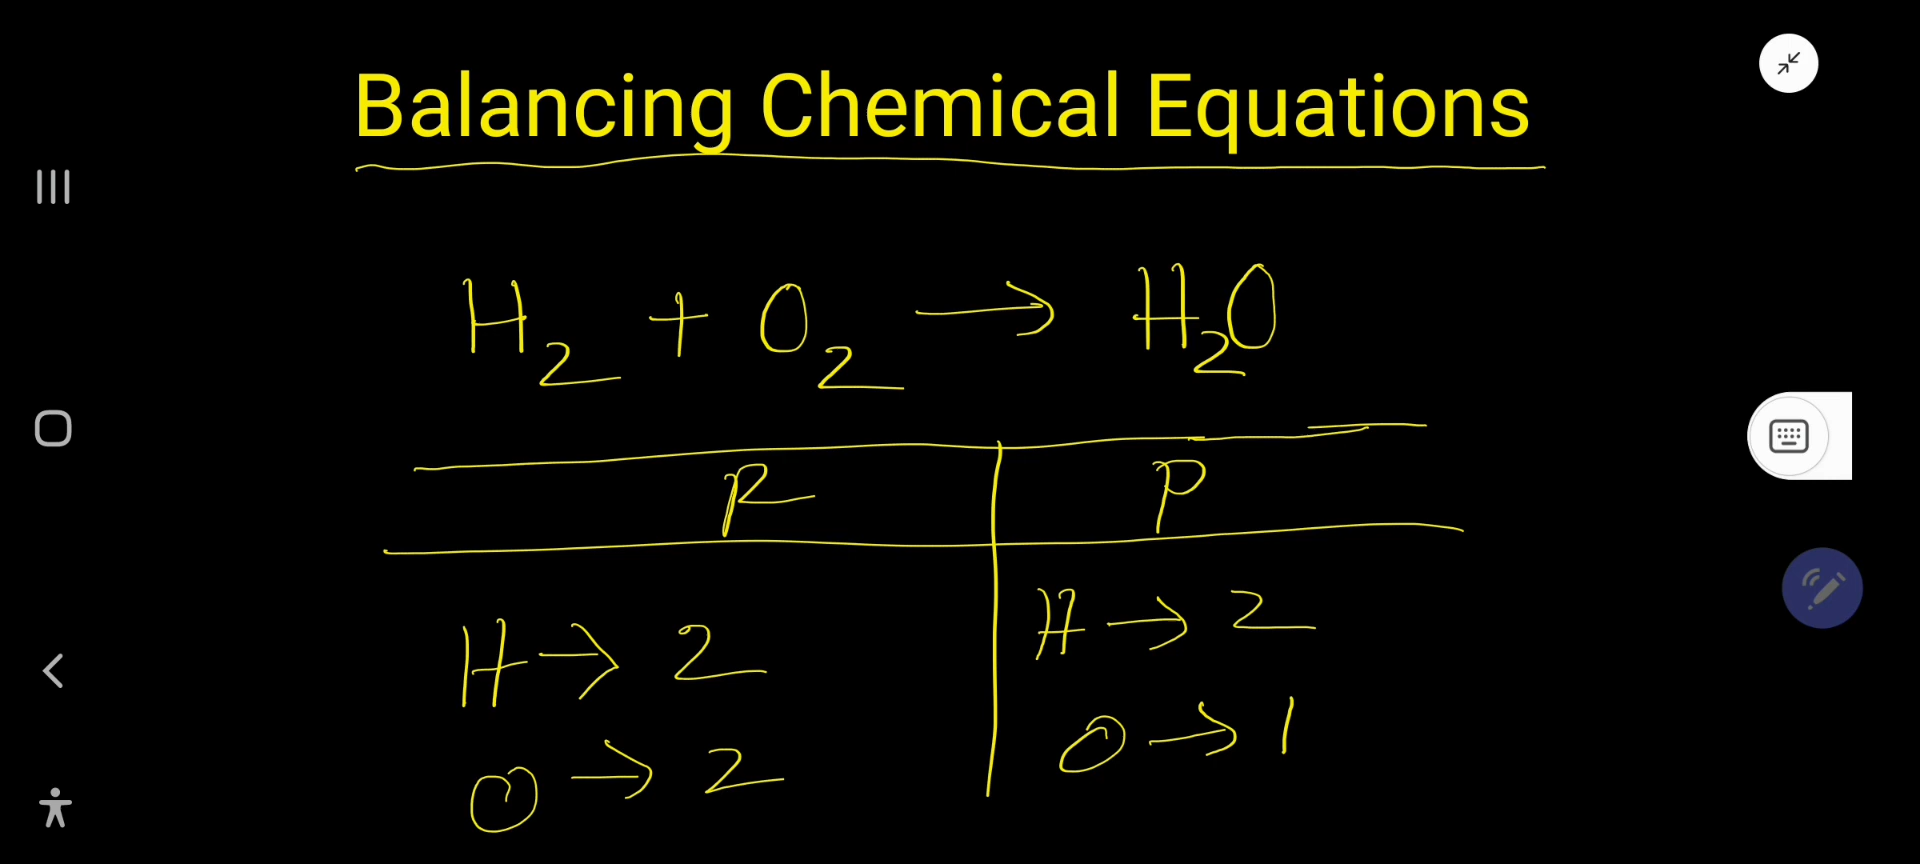 Balancing Chemical Equations
H₂ + O₂ → H₂O
R P
H → 2 H → 2
O → 2 O → 1